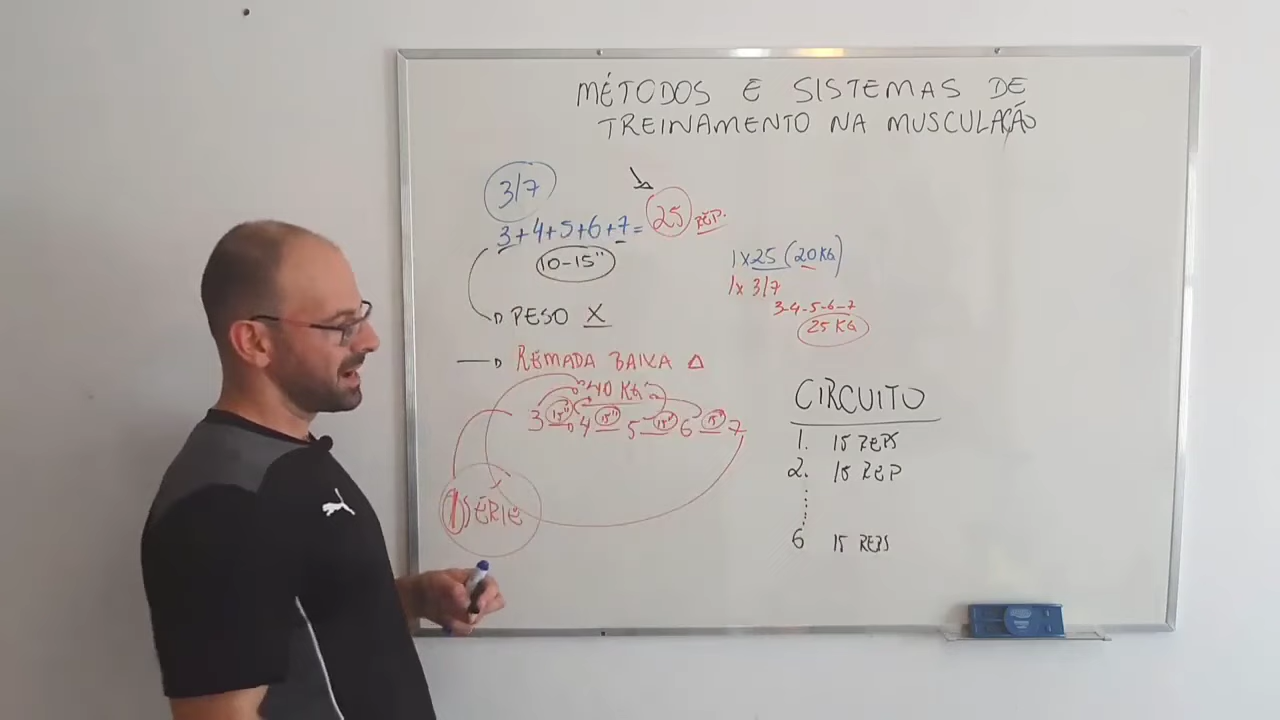 MÉTODOS E SISTEMAS DE
TREINAMENTO NA MUSCULAÇÃO
3/7
3+4+5+6+7= 25 REP.
10-15"
PESO X
REMADA BAIXA
40 KG
3 15" 4 15" 5 15" 6 15" 7
1 SÉRIE
1x25 (20KG)
1x 3/7
3-4-5-6-7
25 KG
CIRCUITO
1. 15 REPS
2. 15 REP
6 15 REPS